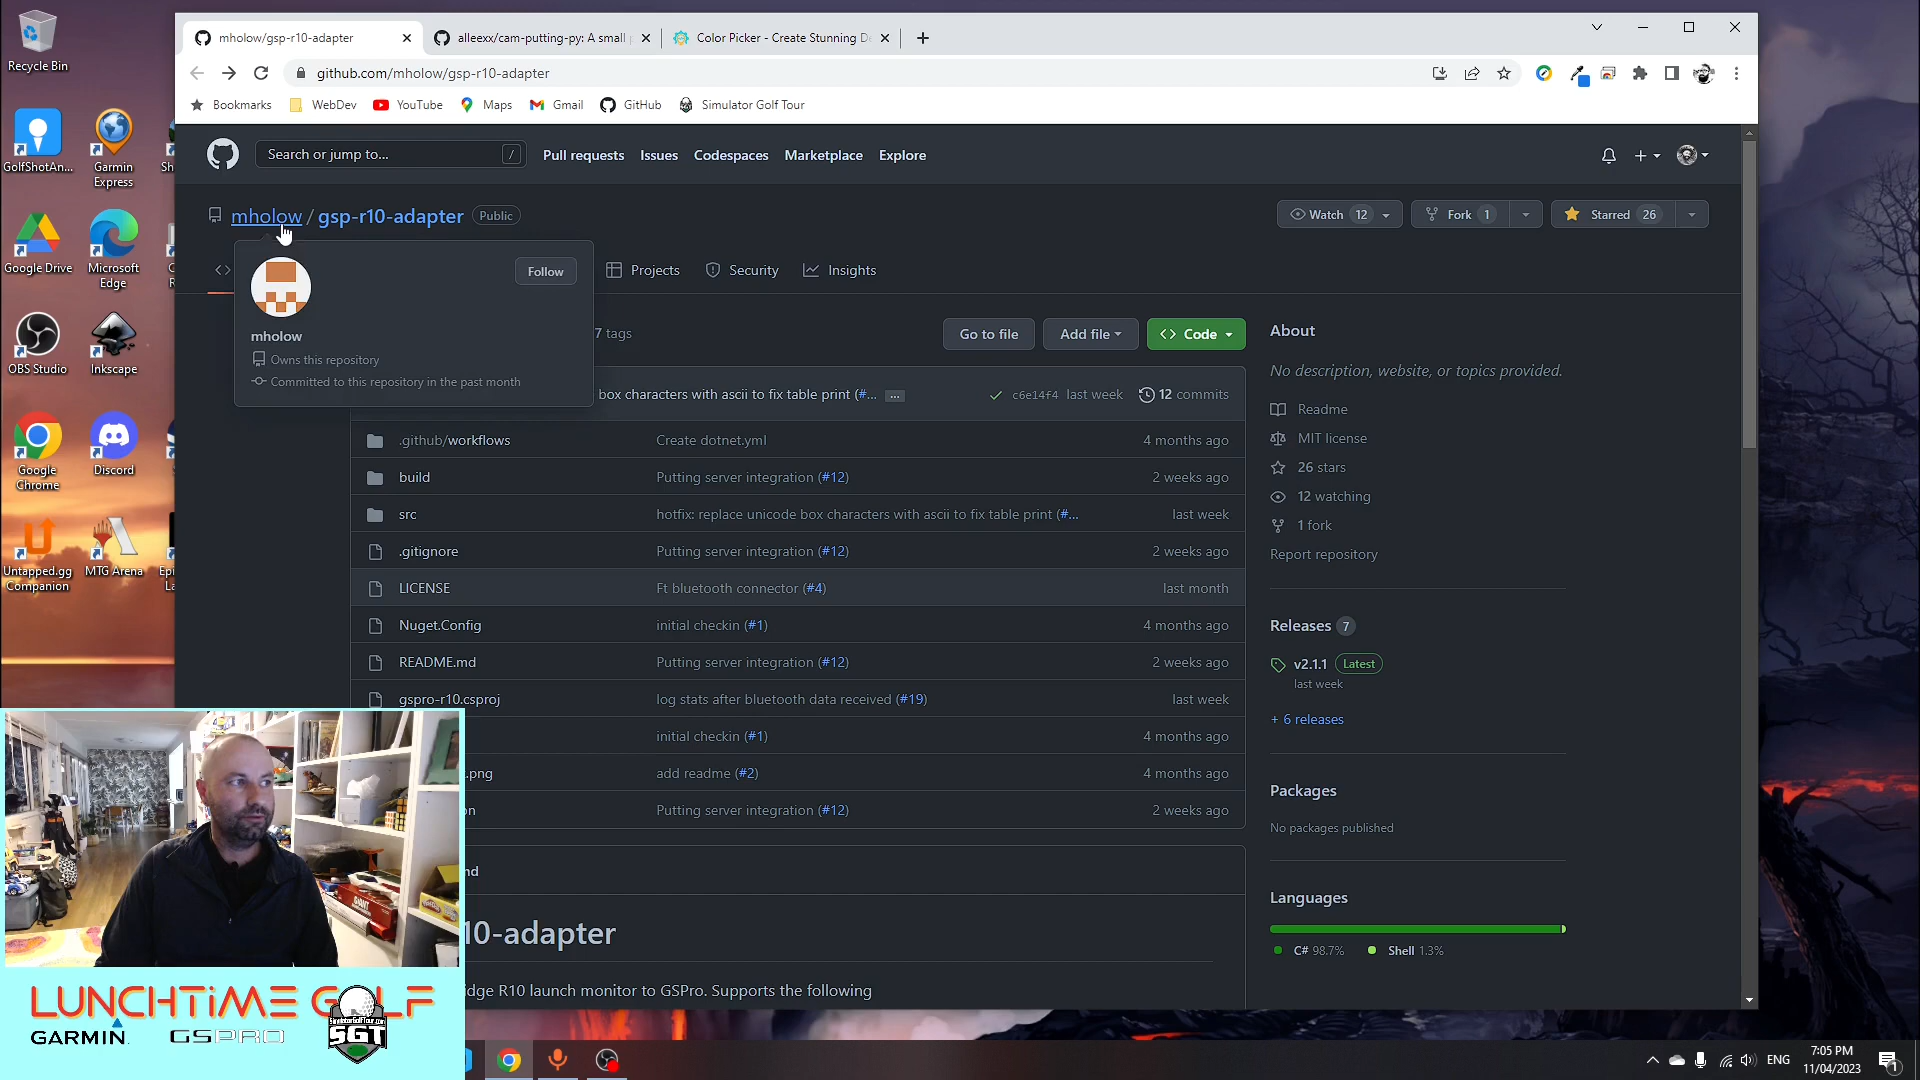 Recycle Bin
GolfShotAn...
Garmin Express
Sh
Google Drive
Microsoft Edge
OBS Studio
Inkscape
Google Chrome
Discord
Untapped.gg Companion
MTG Arena
Epi
La
mholow/gsp-r10-adapter
alleexx/cam-putting-py: A small
Color Picker - Create Stunning D
github.com/mholow/gsp-r10-adapter
Bookmarks
WebDev
YouTube
Maps
Gmail
GitHub
Simulator Golf Tour
Search or jump to...
/
Pull requests
Issues
Codespaces
Marketplace
Explore
mholow / gsp-r10-adapter
Public
Watch 12
Fork 1
Starred 26
Projects
Security
Insights
Follow
mholow
Owns this repository
Committed to this repository in the past month
7 tags
Go to file
Add file
<> Code
box characters with ascii to fix table print (#... ...
c6e14f4 last week
12 commits
.github/workflows Create dotnet.yml 4 months ago
build Putting server integration (#12) 2 weeks ago
src hotfix: replace unicode box characters with ascii to fix table print (#... last week
.gitignore Putting server integration (#12) 2 weeks ago
LICENSE Ft bluetooth connector (#4) last month
Nuget.Config initial checkin (#1) 4 months ago
README.md Putting server integration (#12) 2 weeks ago
gspro-r10.csproj log stats after bluetooth data received (#19) last week
initial checkin (#1) 4 months ago
.png add readme (#2) 4 months ago
on Putting server integration (#12) 2 weeks ago
nd
10-adapter
idge R10 launch monitor to GSPro. Supports the following
About
No description, website, or topics provided.
Readme
MIT license
26 stars
12 watching
1 fork
Report repository
Releases 7
v2.1.1 Latest
last week
+ 6 releases
Packages
No packages published
Languages
C# 98.7%
Shell 1.3%
LUNCHTiME GOLF
GARMIN
GSPRO
SimulatorGolfTour.com
SGT
ENG
7:05 PM
11/04/2023
1